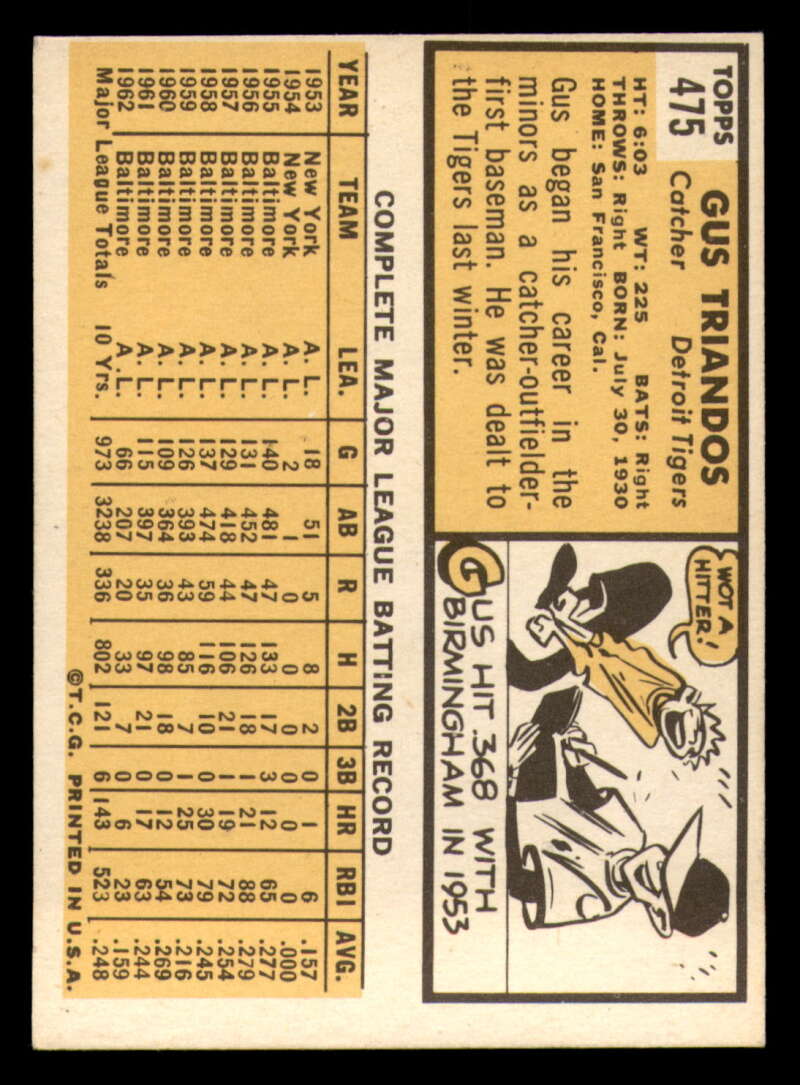 TOPPS
475
GUS TRIANDOS
Catcher Detroit Tigers
HT: 6:03 WT: 225 BATS: Right
THROWS: Right BORN: July 30, 1930
HOME: San Francisco, Cal.
Gus began his career in the
minors as a catcher-outfielder-
first baseman. He was dealt to
the Tigers last winter.
WOT A
HITTER!
GUS HIT .368 WITH
BIRMINGHAM IN 1953
COMPLETE MAJOR LEAGUE BATTING RECORD
YEAR TEAM LEA. G AB R H 2B 3B HR RBI AVG.
1953 New York A. L. 18 51 5 8 2 0 1 6 .157
1954 New York A. L. 2 1 0 0 0 0 0 0 .000
1955 Baltimore A. L. 140 481 47 133 17 3 12 65 .277
1956 Baltimore A. L. 131 452 47 126 18 1 21 88 .279
1957 Baltimore A. L. 129 418 44 106 21 1 19 72 .254
1958 Baltimore A. L. 137 474 59 116 10 0 30 79 .245
1959 Baltimore A. L. 126 393 43 85 7 1 25 73 .216
1960 Baltimore A. L. 109 364 36 98 18 0 12 54 .269
1961 Baltimore A. L. 115 397 35 97 21 0 17 63 .244
1962 Baltimore A. L. 66 207 20 33 7 0 6 23 .159
Major League Totals 10 Yrs. 973 3238 336 802 121 6 143 523 .248
©T.C.G. PRINTED IN U.S.A.